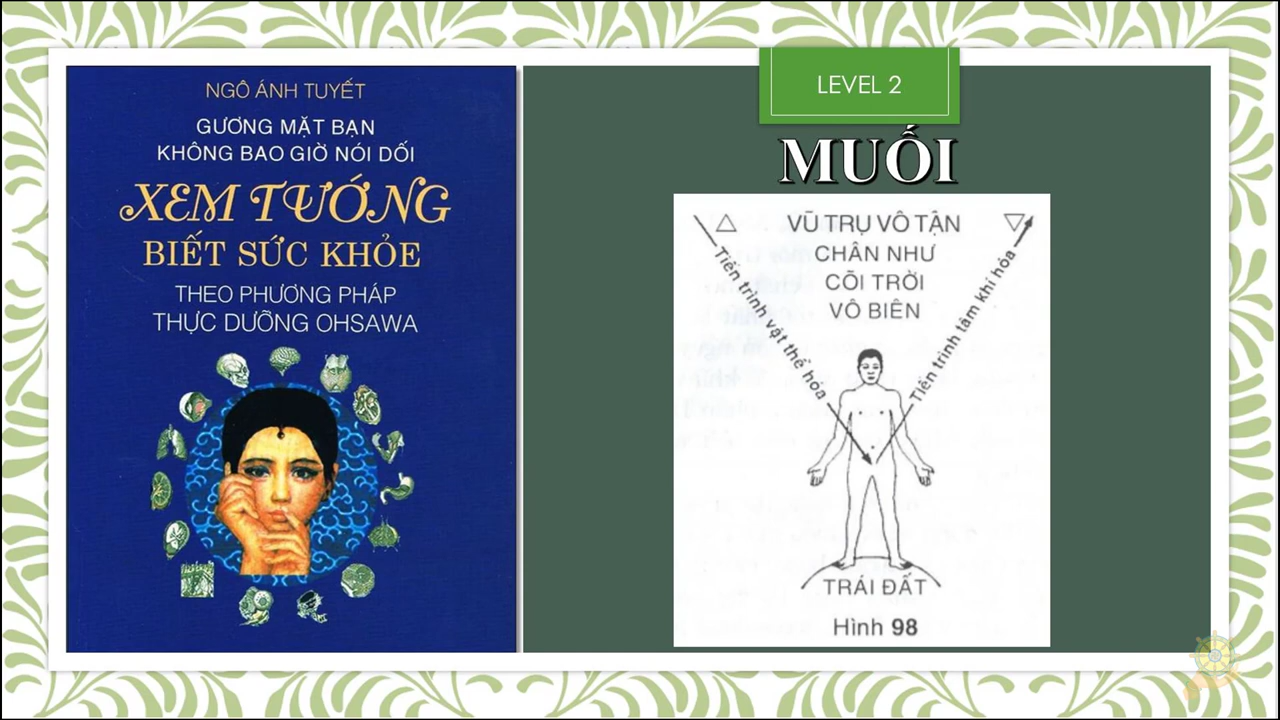 NGÔ ÁNH TUYẾT
GƯƠNG MẶT BẠN
KHÔNG BAO GIỜ NÓI DỐI
XEM TƯỚNG
BIẾT SỨC KHỎE
THEO PHƯƠNG PHÁP
THỰC DƯỠNG OHSAWA
LEVEL 2
MUỐI
VŨ TRỤ VÔ TẬN
CHÂN NHƯ
CÕI TRỜI
VÔ BIÊN
Tiến trình vật thể hóa
Tiến trình tâm khí hóa
TRÁI ĐẤT
Hình 98